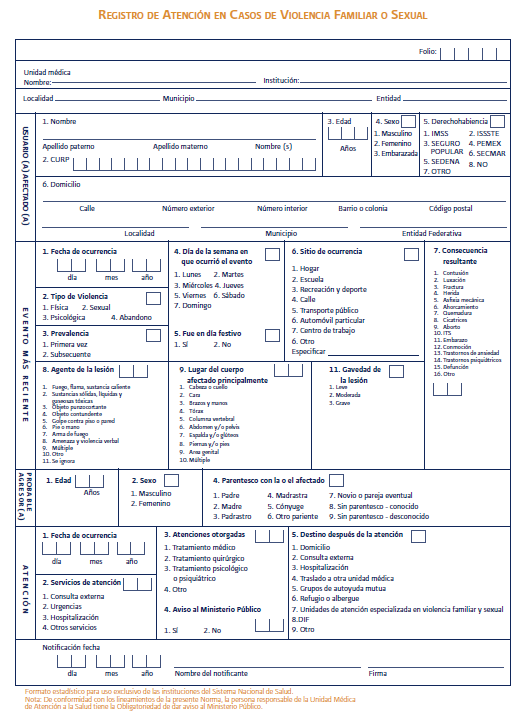 REGISTRO DE ATENCIÓN EN CASOS DE VIOLENCIA FAMILIAR O SEXUAL
Folio:
Unidad médica
Nombre: Institución:
Localidad Municipio Entidad
USUARIO (A) AFECTADO (A)
1. Nombre
Apellido paterno Apellido materno Nombre (s)
2. CURP
3. Edad
Años
4. Sexo
1. Masculino
2. Femenino
3. Embarazada
5. Derechohabiencia
1. IMSS 2. ISSSTE
3. SEGURO POPULAR 4. PEMEX
5. SEDENA 6. SECMAR
7. OTRO 8. NO
6. Domicilio
Calle Número exterior Número interior Barrio o colonia Código postal
Localidad Municipio Entidad Federativa
EVENTO MÁS RECIENTE
1. Fecha de ocurrencia
día mes año
2. Tipo de Violencia
1. Física 2. Sexual
3. Psicológica 4. Abandono
3. Prevalencia
1. Primera vez
2. Subsecuente
4. Día de la semana en
que ocurrió el evento
1. Lunes 2. Martes
3. Miércoles 4. Jueves
5. Viernes 6. Sábado
7. Domingo
5. Fue en día festivo
1. Sí 2. No
6. Sitio de ocurrencia
1. Hogar
2. Escuela
3. Recreación y deporte
4. Calle
5. Transporte público
6. Automóvil particular
7. Centro de trabajo
6. Otro
Especificar
7. Consecuencia
resultante
1. Contusión
2. Luxación
3. Fractura
4. Herida
5. Asfixia mecánica
6. Ahorcamiento
7. Quemadura
8. Cicatrices
9. Aborto
10. ITS
11. Embarazo
12. Conmoción
13. Trastornos de ansiedad
14. Trastornos psiquiátricos
15. Defunción
16. Otro
8. Agente de la lesión
1. Fuego, flama, sustancia caliente
2. Sustancias sólidas, líquidas y
gaseosas tóxicas
3. Objeto punzocortante
4. Objeto contundente
5. Golpe contra piso o pared
6. Pie o mano
7. Arma de fuego
8. Amenaza y violencia verbal
9. Múltiple
10. Otro
11. Se ignora
9. Lugar del cuerpo
afectado principalmente
1. Cabeza o cuello
2. Cara
3. Brazos y manos
4. Tórax
5. Columna vertebral
6. Abdomen y/o pelvis
7. Espalda y/o glúteos
8. Piernas y/o pies
9. Area genital
10. Múltiple
11. Gavedad de
la lesión
1. Leve
2. Moderada
3. Grave
PROBABLE AGRESOR (A)
1. Edad
Años
2. Sexo
1. Masculino
2. Femenino
4. Parentesco con la o el afectado
1. Padre 4. Madrastra 7. Novio o pareja eventual
2. Madre 5. Cónyuge 8. Sin parentesco - conocido
3. Padrastro 6. Otro pariente 9. Sin parentesco - desconocido
ATENCIÓN
1. Fecha de ocurrencia
día mes año
2. Servicios de atención
1. Consulta externa
2. Urgencias
3. Hospitalización
4. Otros servicios
3. Atenciones otorgadas
1. Tratamiento médico
2. Tratamiento quirúrgico
3. Tratamiento psicológico
o psiquiátrico
4. Otro
4. Aviso al Ministerio Público
1. Sí 2. No
5. Destino después de la atención
1. Domicilio
2. Consulta externa
3. Hospitalización
4. Traslado a otra unidad médica
5. Grupos de autoyuda mutua
6. Refugio o albergue
7. Unidades de atención especializada en violencia familiar y sexual
8.DIF
9. Otro
Notificación fecha
día mes año Nombre del notificante Firma
Formato estadístico para uso exclusivo de las instituciones del Sistema Nacional de Salud.
Nota: De conformidad con los lineamientos de la presente Norma, la persona responsable de la Unidad Médica
de Atención a la Salud tiene la Obligatoriedad de dar aviso al Ministerio Público.